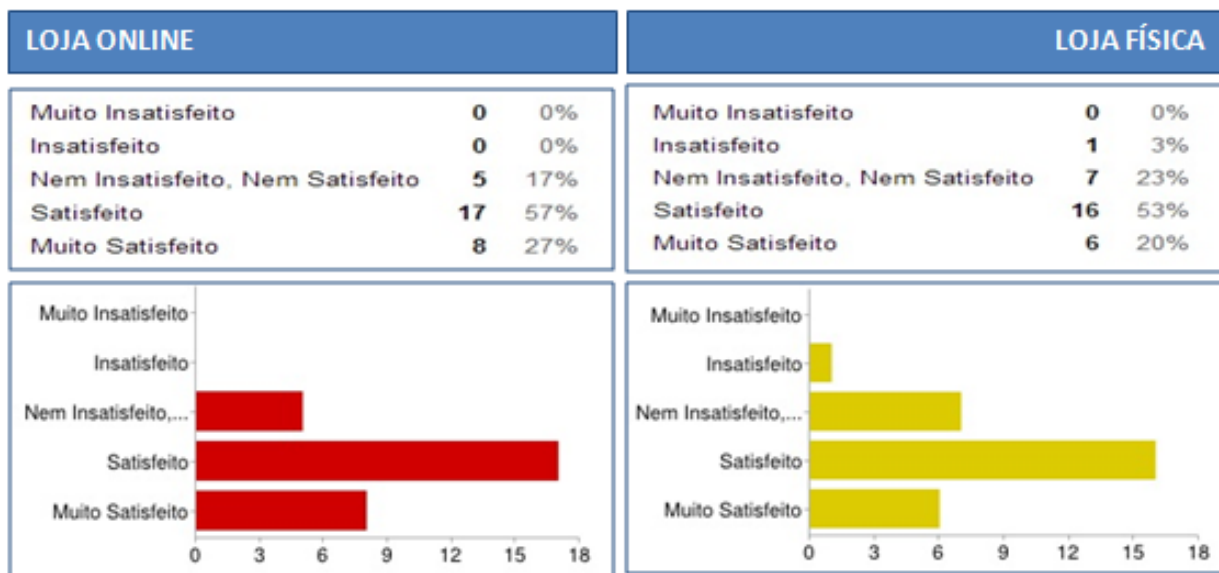 LOJA ONLINE
Muito Insatisfeito 0 0%
Insatisfeito 0 0%
Nem Insatisfeito, Nem Satisfeito 5 17%
Satisfeito 17 57%
Muito Satisfeito 8 27%
Muito Insatisfeito
Insatisfeito
Nem Insatisfeito,...
Satisfeito
Muito Satisfeito
0 3 6 9 12 15 18
LOJA FÍSICA
Muito Insatisfeito 0 0%
Insatisfeito 1 3%
Nem Insatisfeito, Nem Satisfeito 7 23%
Satisfeito 16 53%
Muito Satisfeito 6 20%
Muito Insatisfeito
Insatisfeito
Nem Insatisfeito,...
Satisfeito
Muito Satisfeito
0 3 6 9 12 15 18